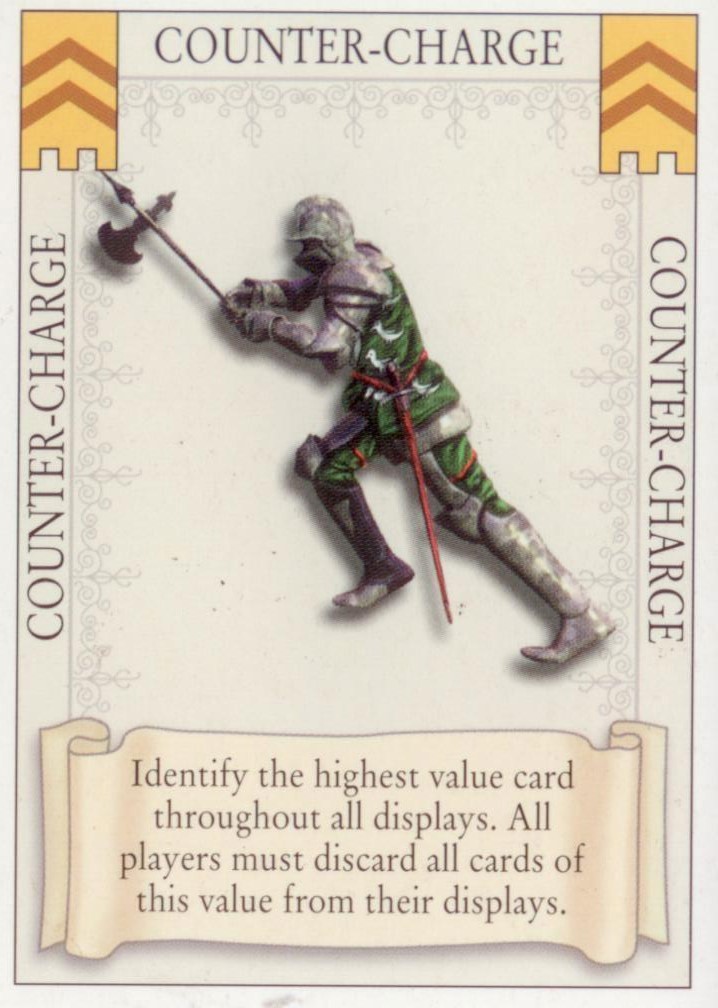 COUNTER-CHARGE
COUNTER-CHARGE
COUNTER-CHARGE
Identify the highest value card
throughout all displays. All
players must discard all cards of
this value from their displays.